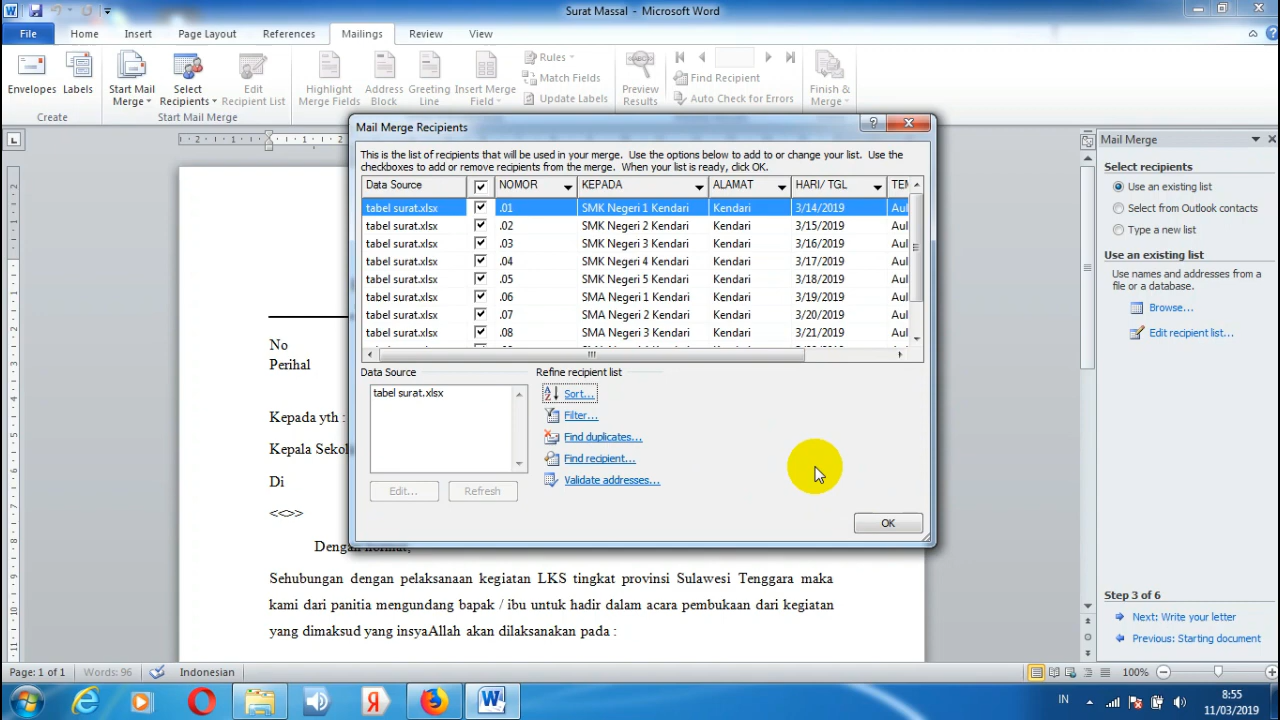 Surat Massal - Microsoft Word
File Home Insert Page Layout References Mailings Review View
Envelopes
Labels
Start Mail Merge
Select Recipients
Edit Recipient List
Highlight Merge Fields
Address Block
Greeting Line
Insert Merge Field
Rules
Match Fields
Update Labels
Preview Results
Find Recipient
Auto Check for Errors
Finish & Merge
Create
Start Mail Merge
Mail Merge Recipients
This is the list of recipients that will be used in your merge. Use the options below to add to or change your list. Use the
checkboxes to add or remove recipients from the merge. When your list is ready, click OK.
Data Source NOMOR KEPADA ALAMAT HARI/ TGL TEM
tabel surat.xlsx .01 SMK Negeri 1 Kendari Kendari 3/14/2019 Aul
tabel surat.xlsx .02 SMK Negeri 2 Kendari Kendari 3/15/2019 Aul
tabel surat.xlsx .03 SMK Negeri 3 Kendari Kendari 3/16/2019 Aul
tabel surat.xlsx .04 SMK Negeri 4 Kendari Kendari 3/17/2019 Aul
tabel surat.xlsx .05 SMK Negeri 5 Kendari Kendari 3/18/2019 Aul
tabel surat.xlsx .06 SMA Negeri 1 Kendari Kendari 3/19/2019 Aul
tabel surat.xlsx .07 SMA Negeri 2 Kendari Kendari 3/20/2019 Aul
tabel surat.xlsx .08 SMA Negeri 3 Kendari Kendari 3/21/2019 Aul
Data Source
tabel surat.xlsx
Edit...
Refresh
Refine recipient list
Sort...
Filter...
Find duplicates...
Find recipient...
Validate addresses...
OK
No
Perihal
Kepada yth :
Kepala Sekol
Di
<<>>
Dengan hormat,
Sehubungan dengan pelaksanaan kegiatan LKS tingkat provinsi Sulawesi Tenggara maka
kami dari panitia mengundang bapak / ibu untuk hadir dalam acara pembukaan dari kegiatan
yang dimaksud yang insyaAllah akan dilaksanakan pada :
Mail Merge
Select recipients
Use an existing list
Select from Outlook contacts
Type a new list
Use an existing list
Use names and addresses from a
file or a database.
Browse...
Edit recipient list...
Step 3 of 6
Next: Write your letter
Previous: Starting document
Page: 1 of 1 Words: 96 Indonesian 100%
IN
8:55
11/03/2019